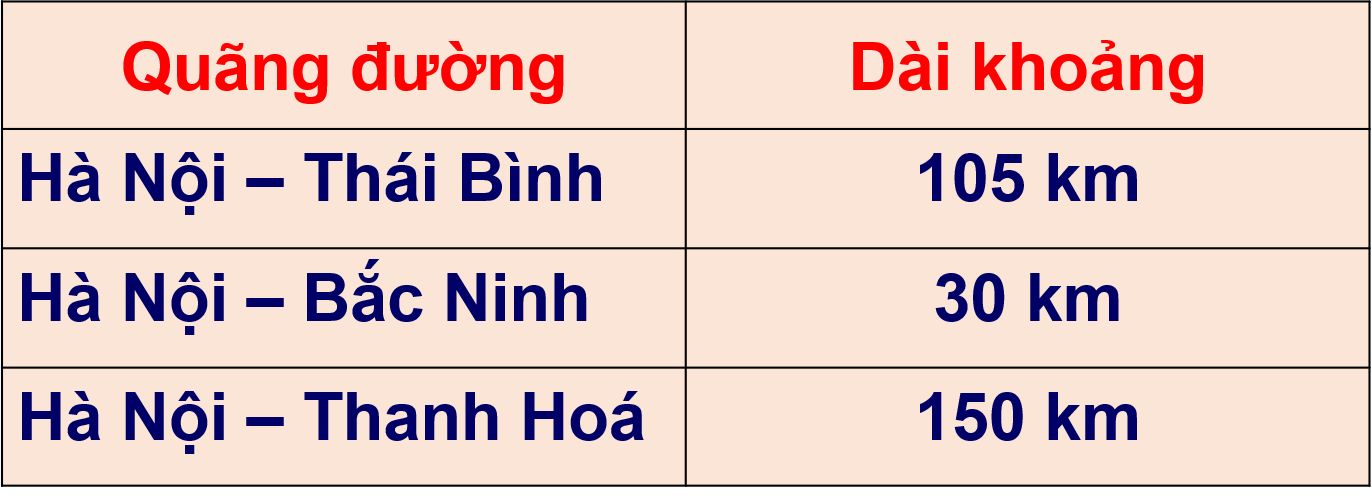 Quãng đường Dài khoảng
Hà Nội – Thái Bình 105 km
Hà Nội – Bắc Ninh 30 km
Hà Nội – Thanh Hoá 150 km